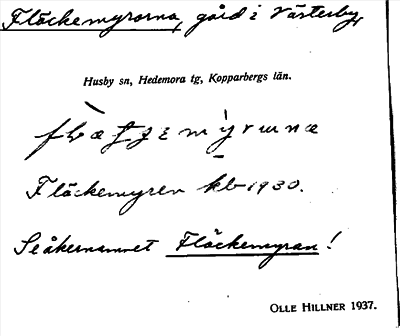 Fläckemyrorna, gård i Västerby,
Husby sn, Hedemora tg, Kopparbergs län.
Fläckemyren kb 1930.
Se åkernamnet Fläckemyran!
OLLE HILLNER 1937.